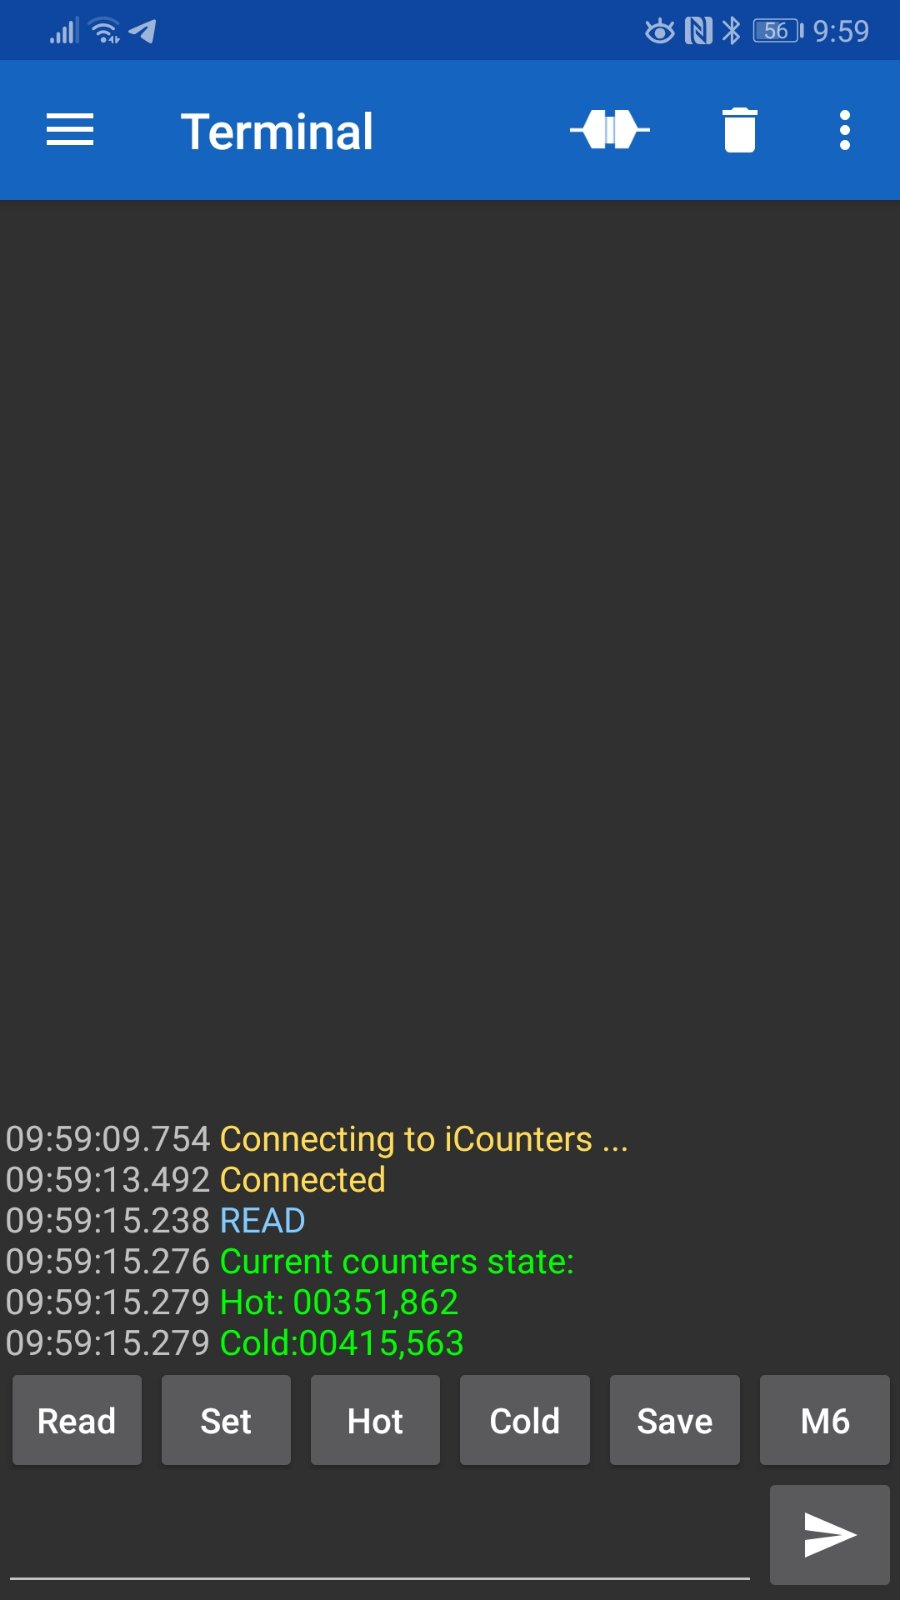 56 9:59
Terminal
09:59:09.754 Connecting to iCounters ...
09:59:13.492 Connected
09:59:15.238 READ
09:59:15.276 Current counters state:
09:59:15.279 Hot: 00351,862
09:59:15.279 Cold:00415,563
Read Set Hot Cold Save M6